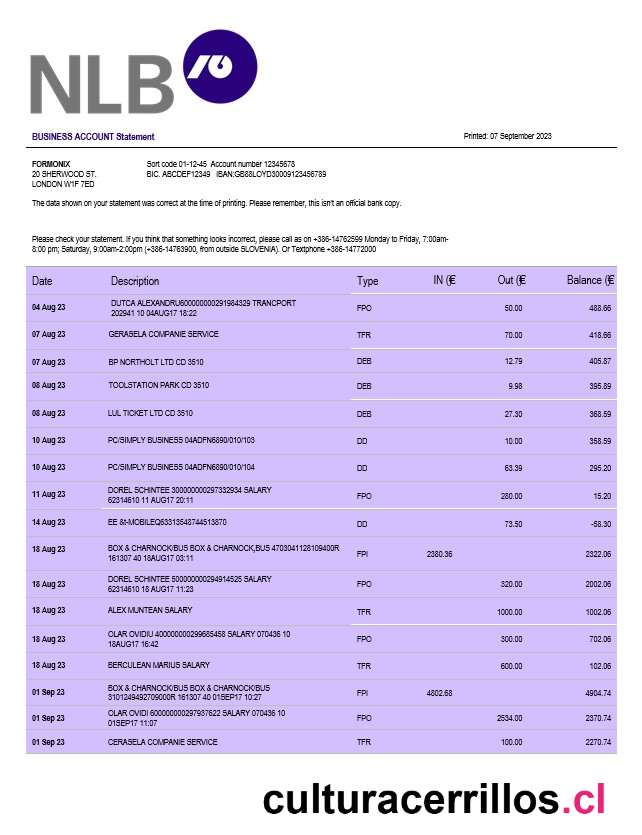 NLB
BUSINESS ACCOUNT Statement
Printed: 07 September 2023
FORMONIX
20 SHERWOOD ST.
LONDON W1F 7ED
Sort code 01-12-45 Account number 12345678
BIC. ABCDEF12349 IBAN:GB88LOYD30009123456789
The data shown on your statement was correct at the time of printing. Please remember, this isn't an official bank copy.
Please check your statement. If you think that something looks incorrect, please call as on +386-14762599 Monday to Friday, 7:00am-
8:00 pm; Saturday, 9:00am-2:00pm (+386-14763900, from outside SLOVENIA). Or Textphone +386-14772000
Date Description Type IN (€ Out (€ Balance (€
04 Aug 23 DUTCA ALEXANDRU600000000291984329 TRANCPORT FPO 50.00 488.66
202941 10 04AUG17 18:22
07 Aug 23 GERASELA COMPANIE SERVICE TFR 70.00 418.66
07 Aug 23 BP NORTHOLT LTD CD 3510 DEB 12.79 405.87
08 Aug 23 TOOLSTATION PARK CD 3510 DEB 9.98 395.89
08 Aug 23 LUL TICKET LTD CD 3510 DEB 27.30 368.59
10 Aug 23 PC/SIMPLY BUSINESS 04ADFN6890/010/103 DD 10.00 358.59
10 Aug 23 PC/SIMPLY BUSINESS 04ADFN6890/010/104 DD 63.39 295.20
11 Aug 23 DOREL SCHINTEE 300000000297332934 SALARY FPO 280.00 15.20
62314610 11 AUG17 20:11
14 Aug 23 EE &t-MOBILEQ63313548744513870 DD 73.50 -58.30
18 Aug 23 BOX & CHARNOCK/BUS BOX & CHARNOCK,BUS 4703041128109400R FPI 2380.36 2322.06
161307 40 18AUG17 03:11
18 Aug 23 DOREL SCHINTEE 500000000294914525 SALARY FPO 320.00 2002.06
62314610 18 AUG17 11:23
18 Aug 23 ALEX MUNTEAN SALARY TFR 1000.00 1002.06
18 Aug 23 OLAR OVIDIU 400000000299685458 SALARY 070436 10 FPO 300.00 702.06
18AUG17 16:42
18 Aug 23 BERCULEAN MARIUS SALARY TFR 600.00 102.06
01 Sep 23 BOX & CHARNOCK/BUS BOX & CHARNOCK/BUS FPI 4802.68 4904.74
3101249492709000R 161307 40 01SEP17 10:27
01 Sep 23 OLAR OVIDI 600000000297937622 SALARY 070436 10 FPO 2534.00 2370.74
01SEP17 11:07
01 Sep 23 CERASELA COMPANIE SERVICE TFR 100.00 2270.74
culturacerrillos.cl